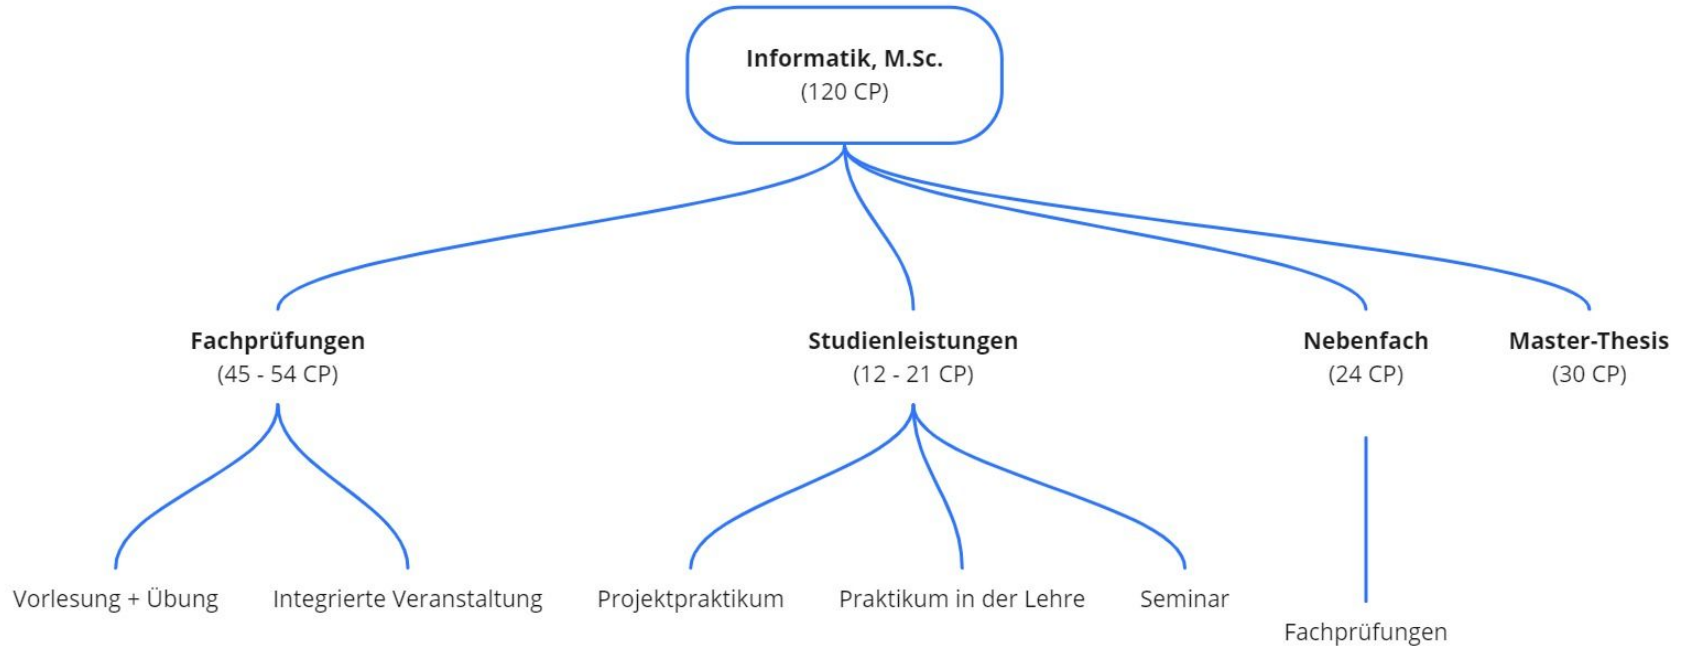 Informatik, M.Sc.
(120 CP)
Fachprüfungen
(45 - 54 CP)
Studienleistungen
(12 - 21 CP)
Nebenfach
(24 CP)
Master-Thesis
(30 CP)
Vorlesung + Übung
Integrierte Veranstaltung
Projektpraktikum
Praktikum in der Lehre
Seminar
Fachprüfungen